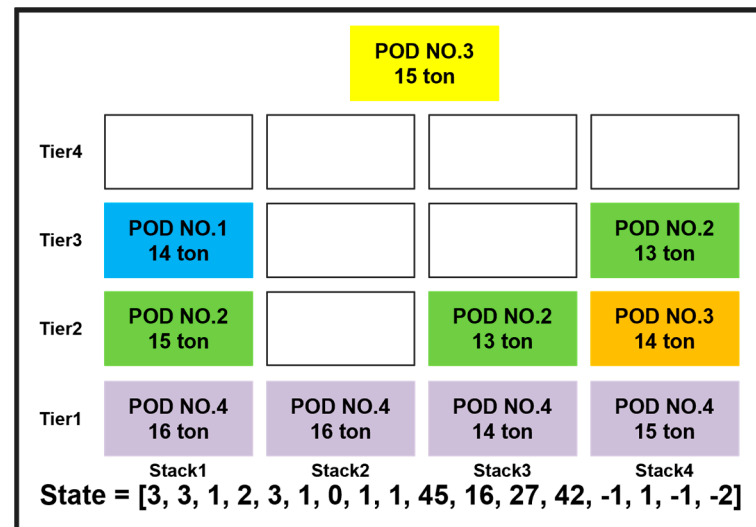 POD NO.3
15 ton
Tier4
Tier3
POD NO.1
14 ton
POD NO.2
13 ton
Tier2
POD NO.2
15 ton
POD NO.2
13 ton
POD NO.3
14 ton
Tier1
POD NO.4
16 ton
POD NO.4
16 ton
POD NO.4
14 ton
POD NO.4
15 ton
Stack1 Stack2 Stack3 Stack4
State = [3, 3, 1, 2, 3, 1, 0, 1, 1, 45, 16, 27, 42, -1, 1, -1, -2]